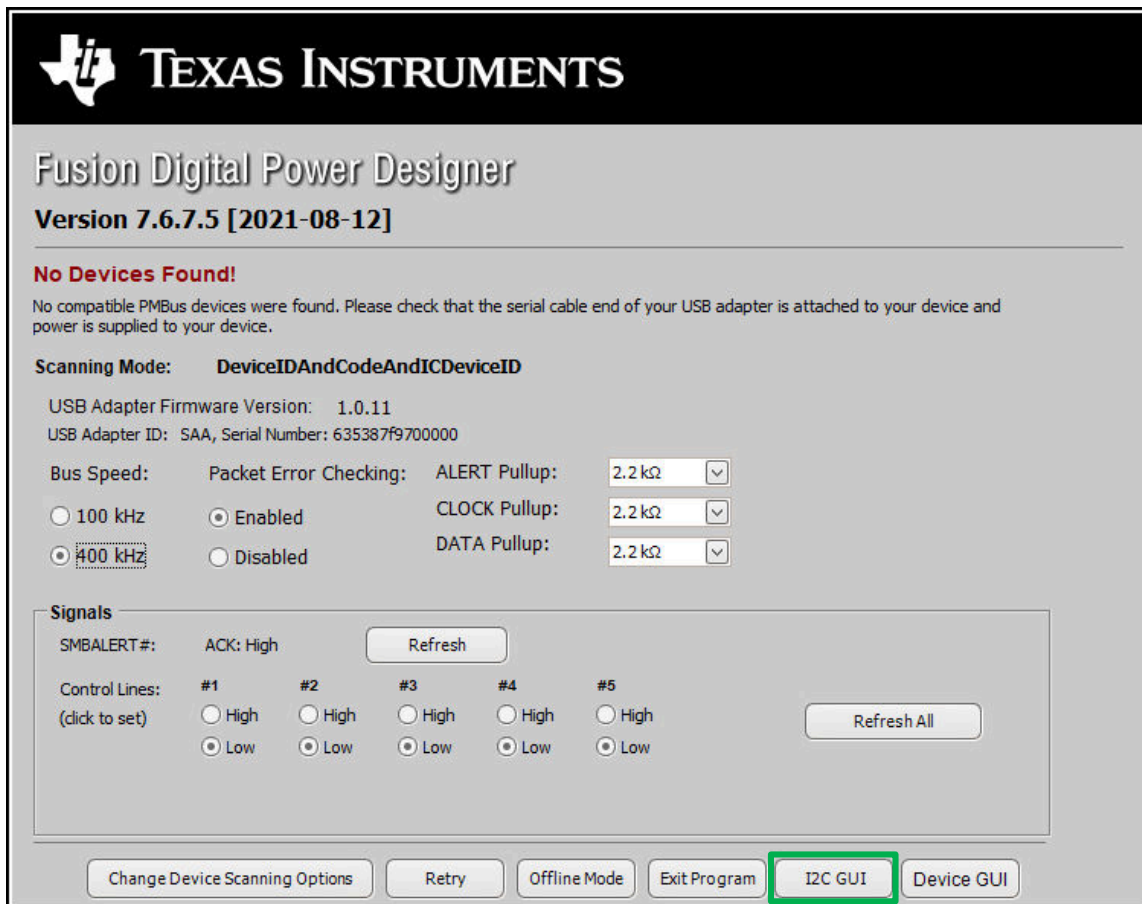 TEXAS INSTRUMENTS
Fusion Digital Power Designer
Version 7.6.7.5 [2021-08-12]
No Devices Found!
No compatible PMBus devices were found. Please check that the serial cable end of your USB adapter is attached to your device and
power is supplied to your device.
Scanning Mode: DeviceIDAndCodeAndICDeviceID
USB Adapter Firmware Version: 1.0.11
USB Adapter ID: SAA, Serial Number: 635387f9700000
Bus Speed: Packet Error Checking: ALERT Pullup: 2.2 kΩ
100 kHz Enabled CLOCK Pullup: 2.2 kΩ
400 kHz Disabled DATA Pullup: 2.2 kΩ
Signals
SMBALERT#: ACK: High Refresh
Control Lines: #1 #2 #3 #4 #5
(click to set) High High High High High Refresh All
Low Low Low Low Low
Change Device Scanning Options Retry Offline Mode Exit Program I2C GUI Device GUI